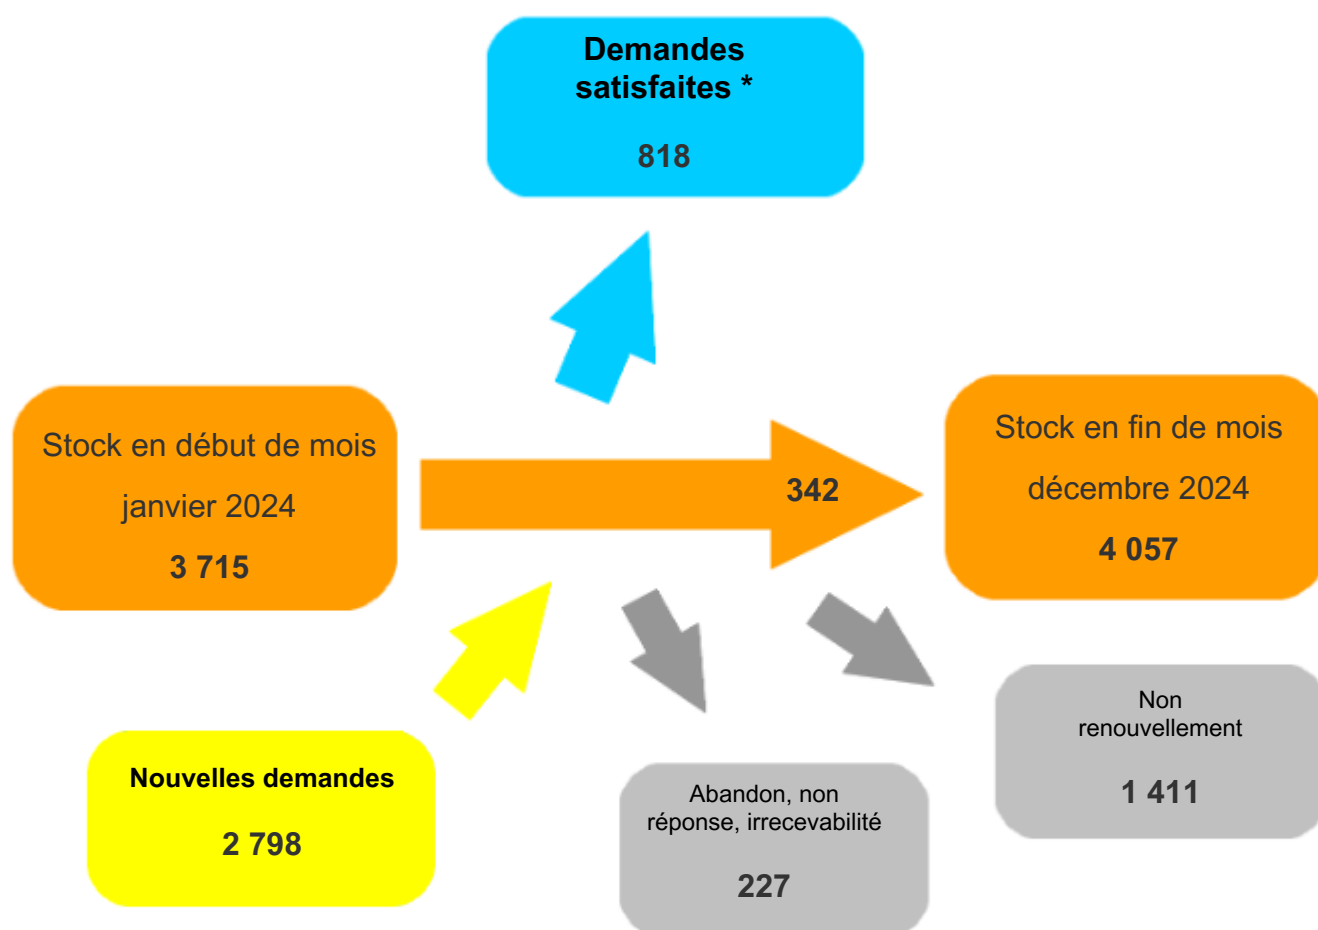 Demandes
satisfaites *
818
Stock en début de mois
janvier 2024
3 715
342
Stock en fin de mois
décembre 2024
4 057
Nouvelles demandes
2 798
Abandon, non
réponse, irrecevabilité
227
Non
renouvellement
1 411